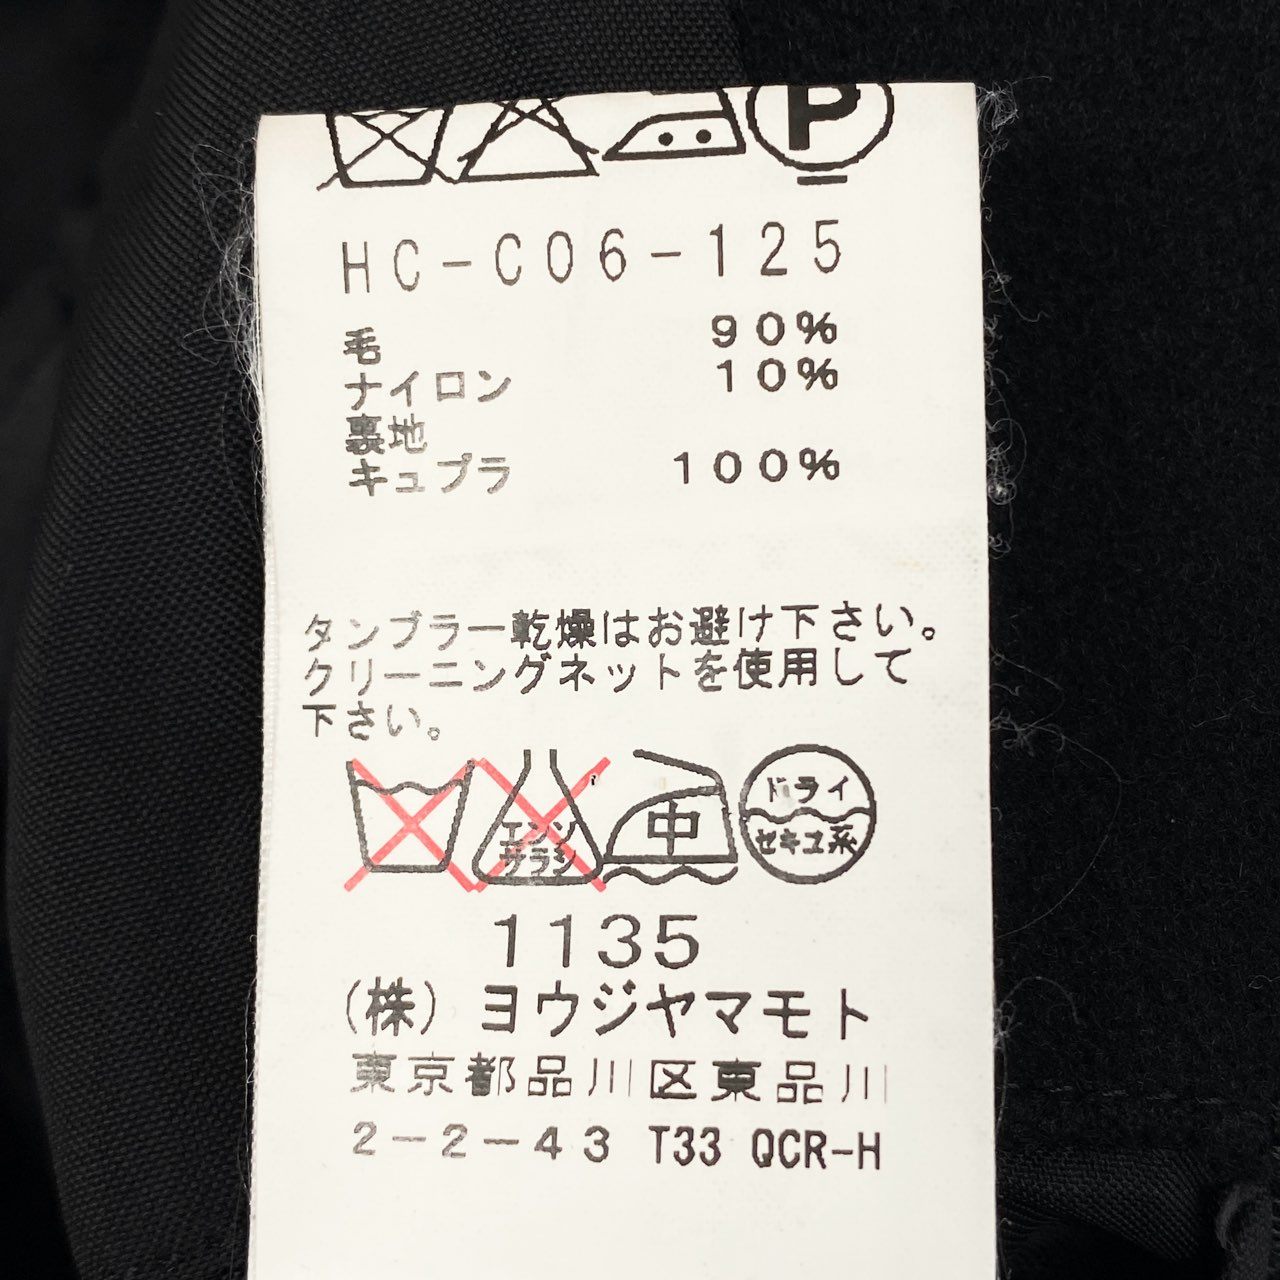 P
HC-C06-125
毛 90%
ナイロン 10%
裏地
キュプラ 100%
タンブラー乾燥はお避け下さい。
クリーニングネットを使用して
下さい。
エンソ
サラシ
中
ドライ
セキユ系
1135
(株)ヨウジヤマモト
東京都品川区東品川
2-2-43 T33 QCR-H